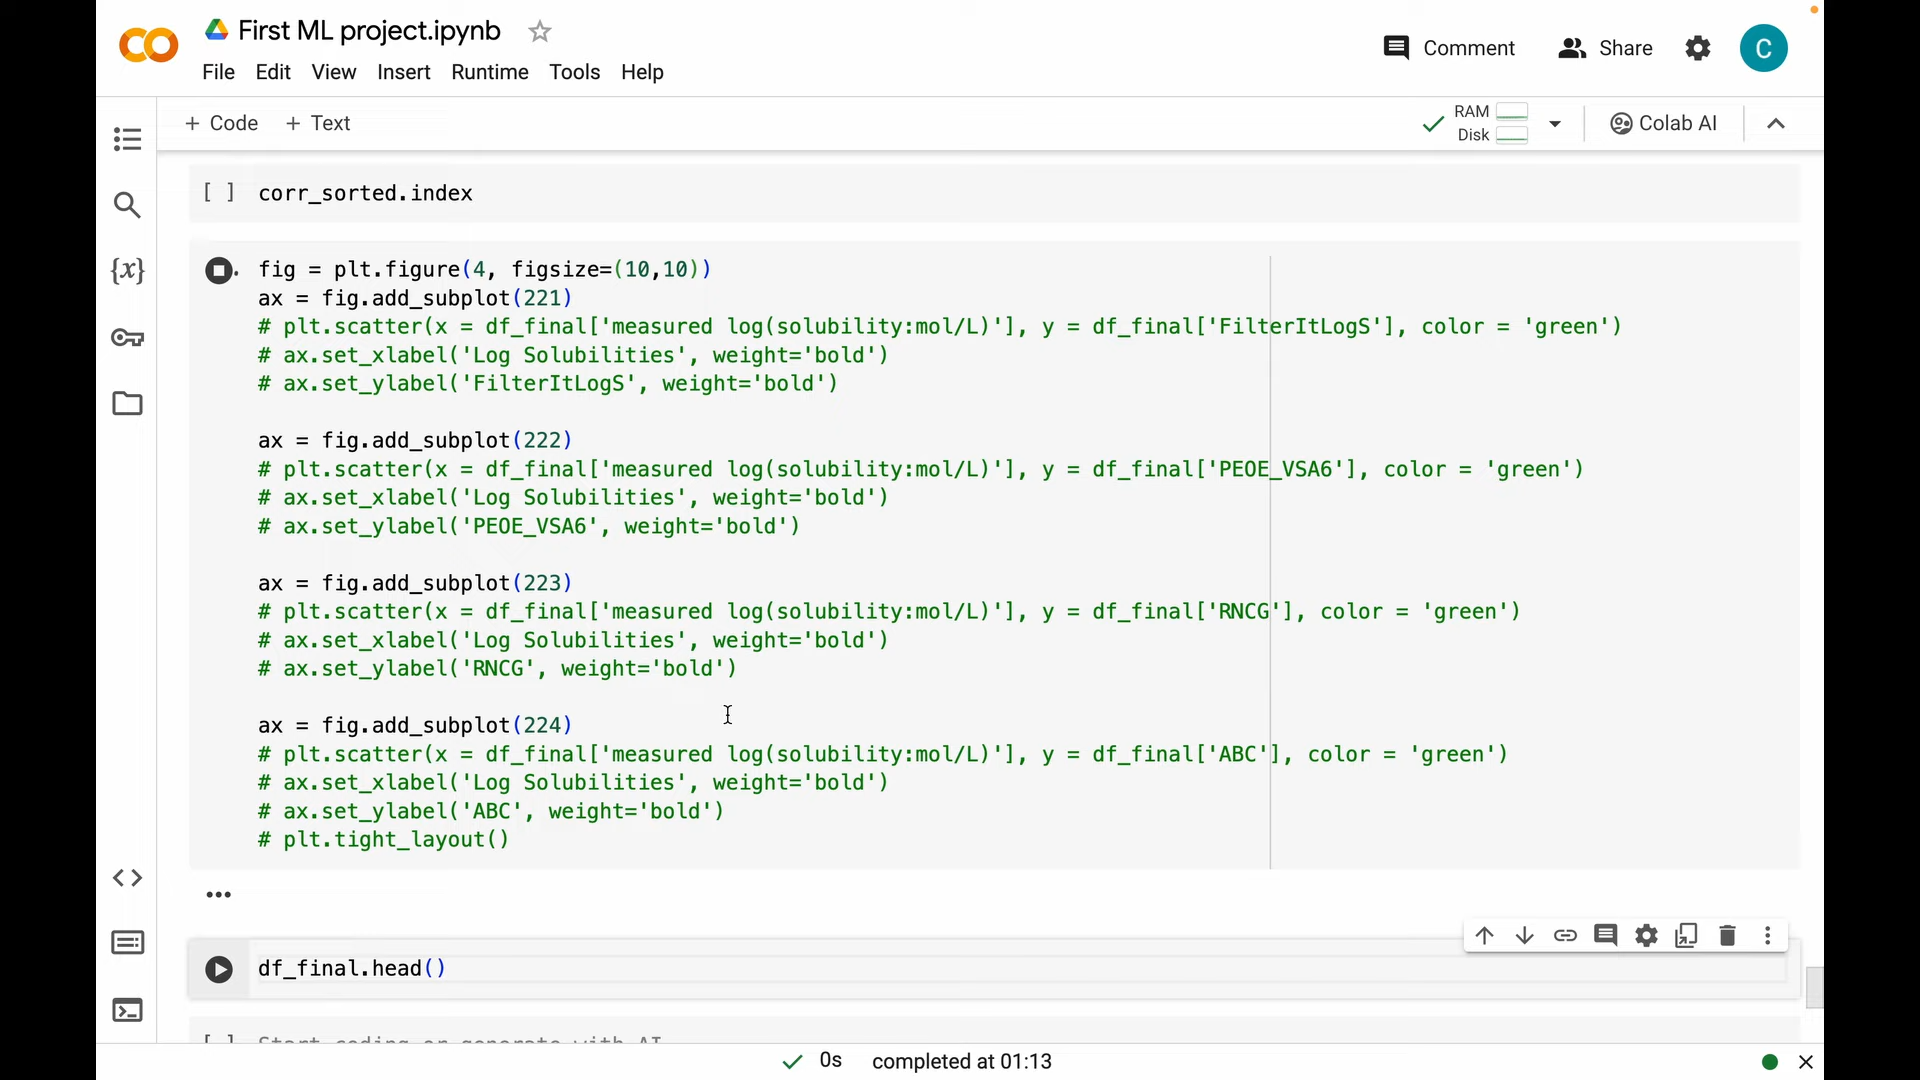 First ML project.ipynb
File Edit View Insert Runtime Tools Help
Comment Share C
+ Code + Text
RAM
Disk
Colab AI
{x}
[ ] corr_sorted.index
fig = plt.figure(4, figsize=(10,10))
ax = fig.add_subplot(221)
# plt.scatter(x = df_final['measured log(solubility:mol/L)'], y = df_final['FilterItLogS'], color = 'green')
# ax.set_xlabel('Log Solubilities', weight='bold')
# ax.set_ylabel('FilterItLogS', weight='bold')
ax = fig.add_subplot(222)
# plt.scatter(x = df_final['measured log(solubility:mol/L)'], y = df_final['PEOE_VSA6'], color = 'green')
# ax.set_xlabel('Log Solubilities', weight='bold')
# ax.set_ylabel('PEOE_VSA6', weight='bold')
ax = fig.add_subplot(223)
# plt.scatter(x = df_final['measured log(solubility:mol/L)'], y = df_final['RNCG'], color = 'green')
# ax.set_xlabel('Log Solubilities', weight='bold')
# ax.set_ylabel('RNCG', weight='bold')
ax = fig.add_subplot(224)
# plt.scatter(x = df_final['measured log(solubility:mol/L)'], y = df_final['ABC'], color = 'green')
# ax.set_xlabel('Log Solubilities', weight='bold')
# ax.set_ylabel('ABC', weight='bold')
# plt.tight_layout()
df_final.head()
[ ] Start coding or generate with AI
0s completed at 01:13